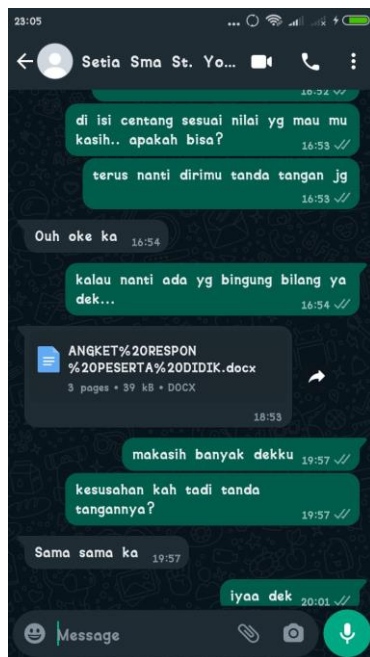 23:05
Setia Sma St. Yo...
16:52
di isi centang sesuai nilai yg mau mu
kasih.. apakah bisa?
16:53
terus nanti dirimu tanda tangan jg
16:53
Ouh oke ka 16:54
kalau nanti ada yg bingung bilang ya
dek...
16:54
ANGKET%20RESPON
%20PESERTA%20DIDIK.docx
3 pages • 39 kB • DOCX
18:53
makasih banyak dekku 19:57
kesusahan kah tadi tanda
tangannya?
19:57
Sama sama ka 19:57
iyaa dek 20:01
Message